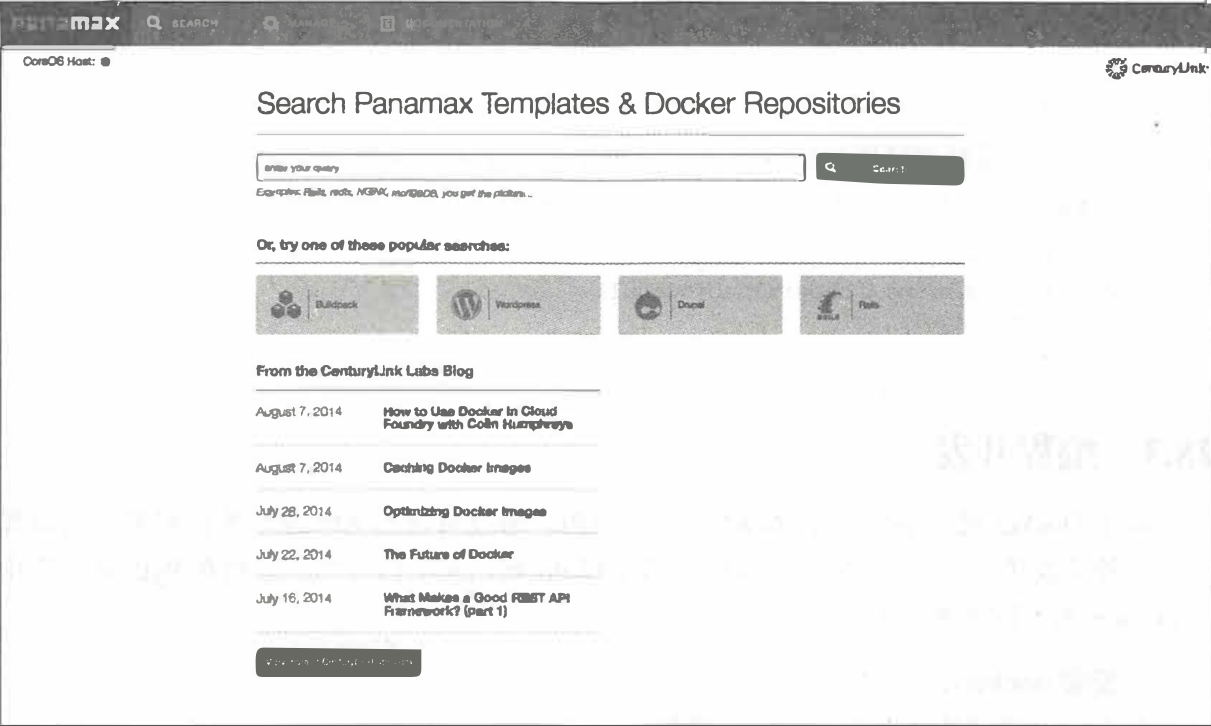 panamax SEARCH MANAGE DOCUMENTATION
CoreOS Host:
CenturyLink
Search Panamax Templates & Docker Repositories
enter your query
Search
Examples: Rails, redis, NGINX, mongoDB, you get the picture...
Or, try one of these popular searches:
Buildpack
Wordpress
Drupal
Rails
From the CenturyLink Labs Blog
August 7, 2014 How to Use Docker in Cloud
Foundry with Colin Humphreys
August 7, 2014 Caching Docker Images
July 28, 2014 Optimizing Docker Images
July 22, 2014 The Future of Docker
July 16, 2014 What Makes a Good REST API
Framework? (part 1)